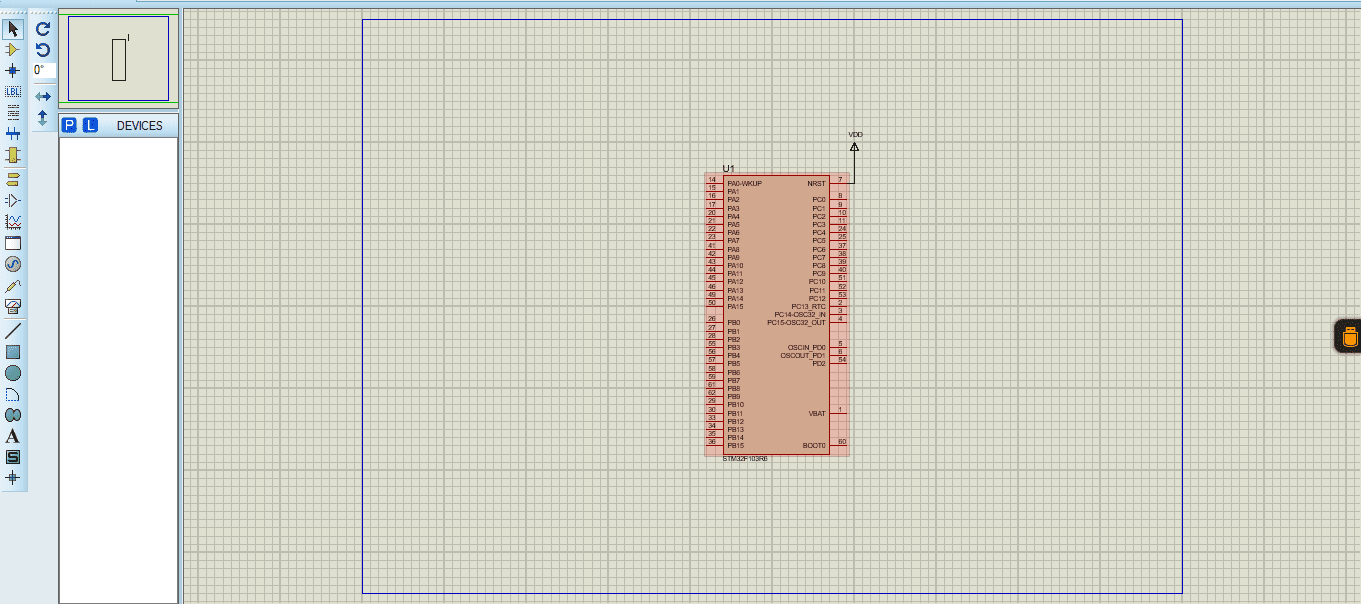 0°
LBL
P L DEVICES
VDD
U1
14 PA0-WKUP NRST 7
15 PA1
16 PA2 PC0 8
17 PA3 PC1 9
20 PA4 PC2 10
21 PA5 PC3 11
22 PA6 PC4 24
23 PA7 PC5 25
41 PA8 PC6 37
42 PA9 PC7 38
43 PA10 PC8 39
44 PA11 PC9 40
45 PA12 PC10 51
46 PA13 PC11 52
49 PA14 PC12 53
50 PA15 PC13_RTC 2
PC14-OSC32_IN 3
26 PB0 PC15-OSC32_OUT 4
27 PB1
28 PB2
55 PB3 OSCIN_PD0 5
56 PB4 OSCOUT_PD1 6
57 PB5 PD2 54
58 PB6
59 PB7
61 PB8
62 PB9
29 PB10
30 PB11 VBAT 1
33 PB12
34 PB13
35 PB14
36 PB15 BOOT0 60
STM32F103R6
A
S